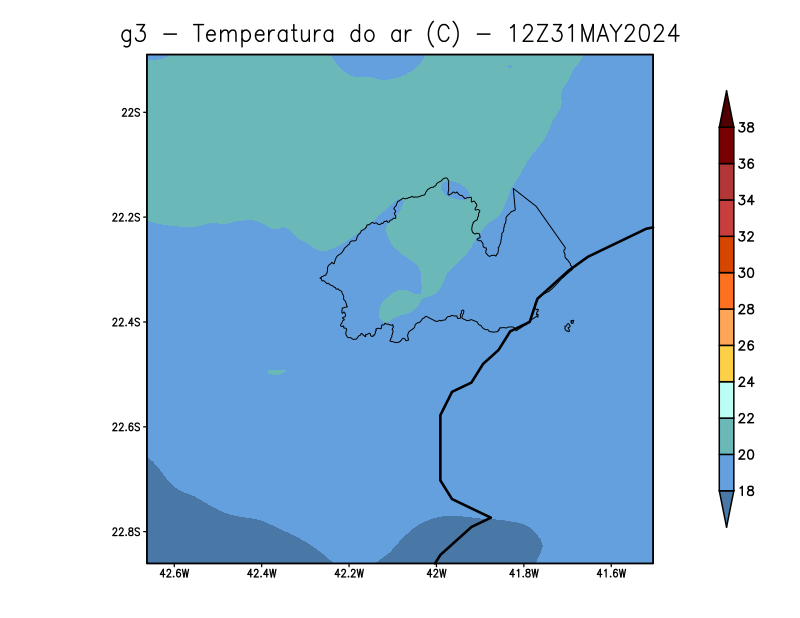 g3 - Temperatura do ar (C) - 12Z31MAY2024
22S
22.2S
22.4S
22.6S
22.8S
42.6W
42.4W
42.2W
42W
41.8W
41.6W
38
36
34
32
30
28
26
24
22
20
18